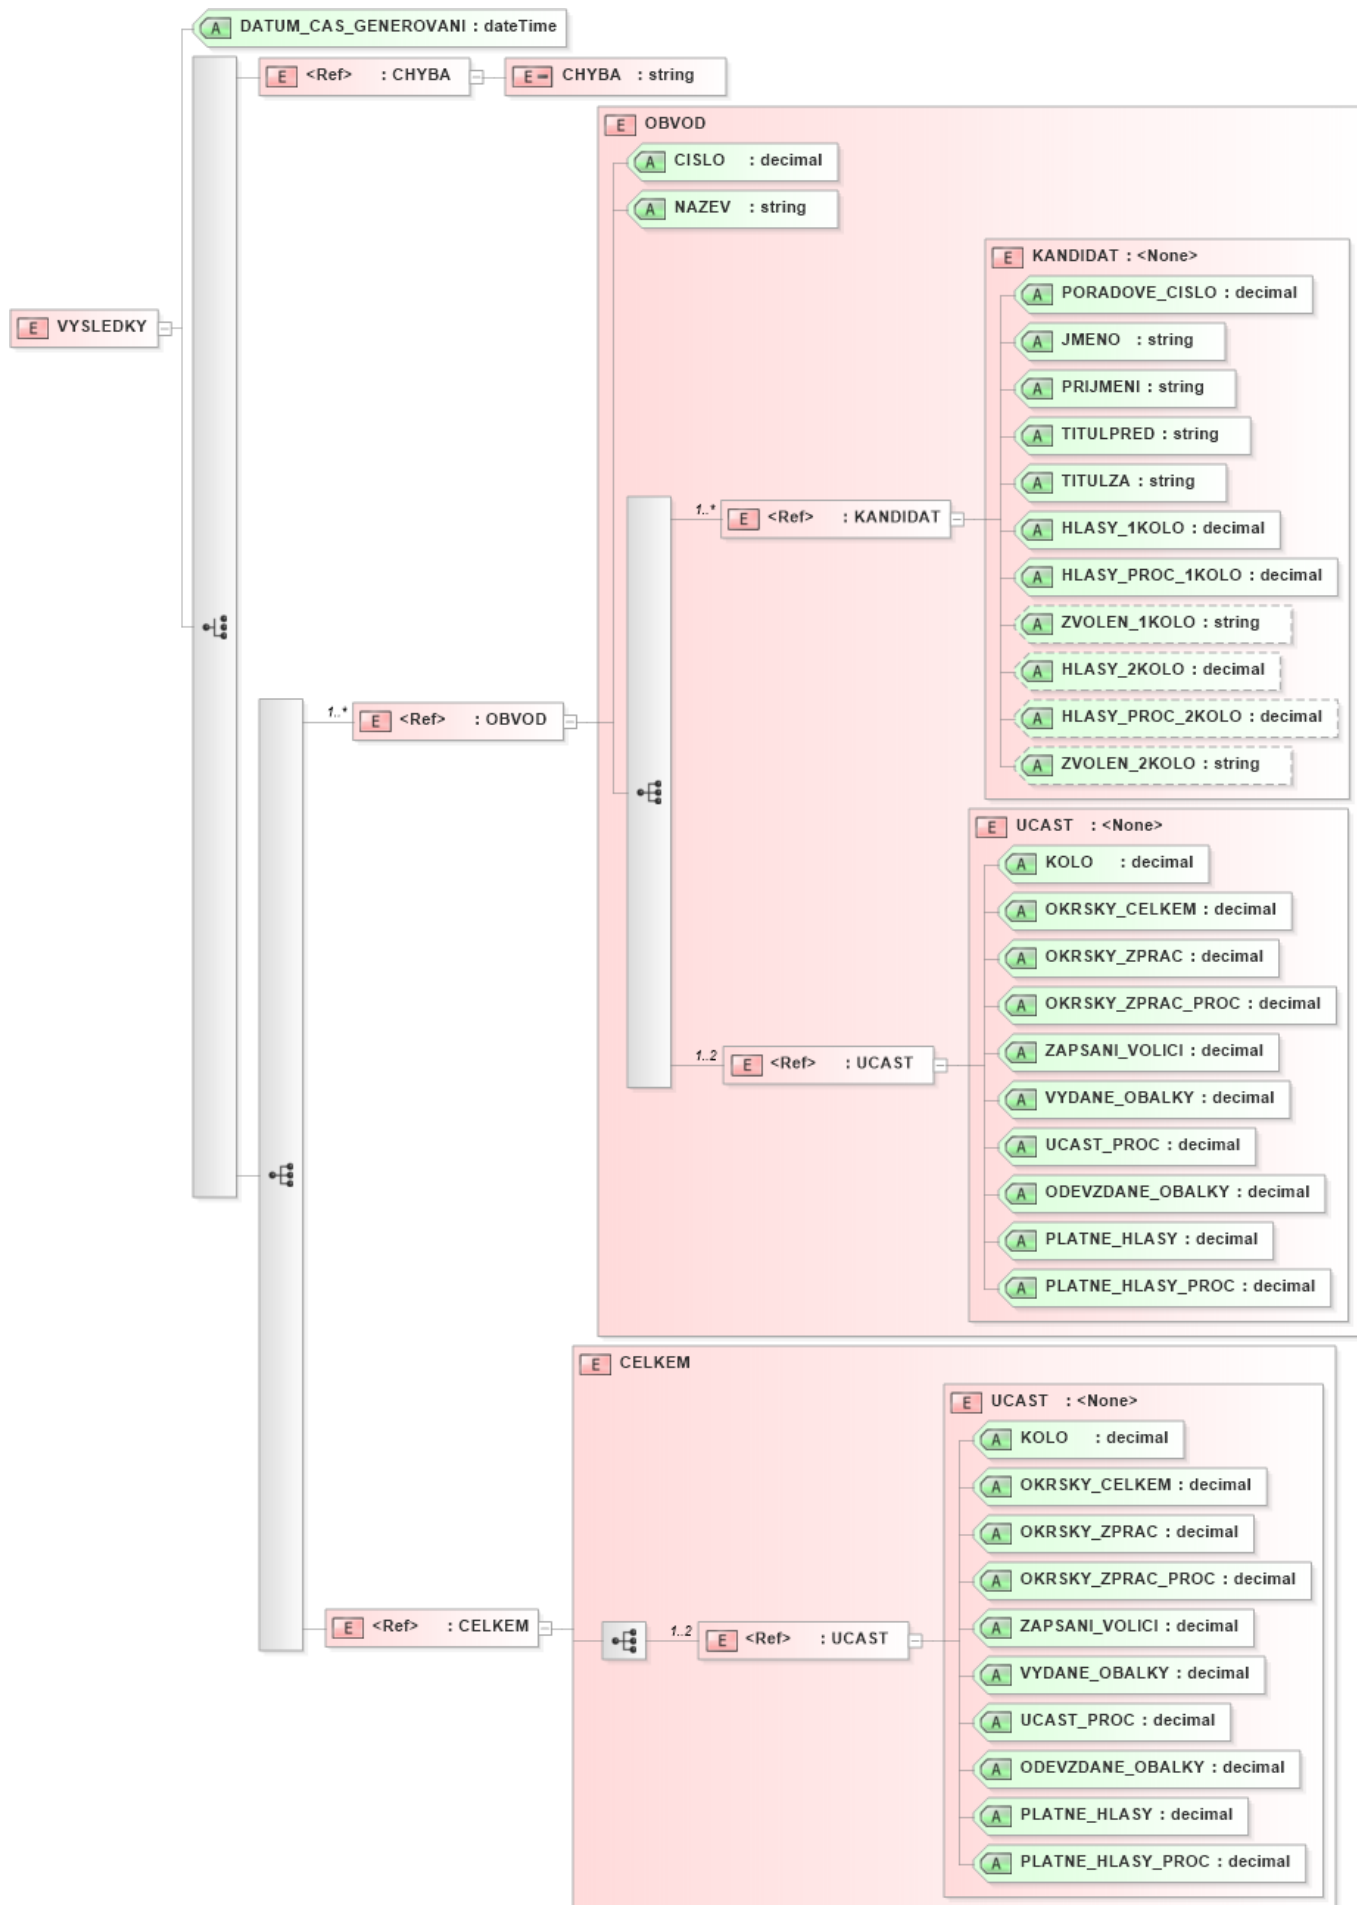 A DATUM_CAS_GENEROVANI : dateTime
E <Ref> : CHYBA
E CHYBA : string
E OBVOD
A CISLO : decimal
A NAZEV : string
E KANDIDAT : <None>
A PORADOVE_CISLO : decimal
E VYSLEDKY
A JMENO : string
A PRIJMENI : string
A TITULPRED : string
A TITULZA : string
1..* E <Ref> : KANDIDAT
A HLASY_1KOLO : decimal
A HLASY_PROC_1KOLO : decimal
A ZVOLEN_1KOLO : string
A HLASY_2KOLO : decimal
1..* E <Ref> : OBVOD
A HLASY_PROC_2KOLO : decimal
A ZVOLEN_2KOLO : string
E UCAST : <None>
A KOLO : decimal
A OKRSKY_CELKEM : decimal
A OKRSKY_ZPRAC : decimal
A OKRSKY_ZPRAC_PROC : decimal
A ZAPSANI_VOLICI : decimal
1..2 E <Ref> : UCAST
A VYDANE_OBALKY : decimal
A UCAST_PROC : decimal
A ODEVZDANE_OBALKY : decimal
A PLATNE_HLASY : decimal
A PLATNE_HLASY_PROC : decimal
E CELKEM
E UCAST : <None>
A KOLO : decimal
A OKRSKY_CELKEM : decimal
A OKRSKY_ZPRAC : decimal
A OKRSKY_ZPRAC_PROC : decimal
E <Ref> : CELKEM
A ZAPSANI_VOLICI : decimal
1..2 E <Ref> : UCAST
A VYDANE_OBALKY : decimal
A UCAST_PROC : decimal
A ODEVZDANE_OBALKY : decimal
A PLATNE_HLASY : decimal
A PLATNE_HLASY_PROC : decimal